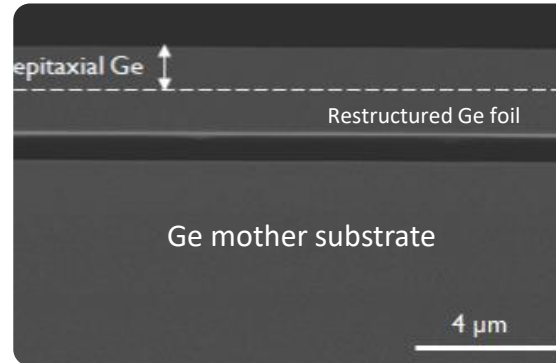 epitaxial Ge
Restructured Ge foil
Ge mother substrate
4 μm